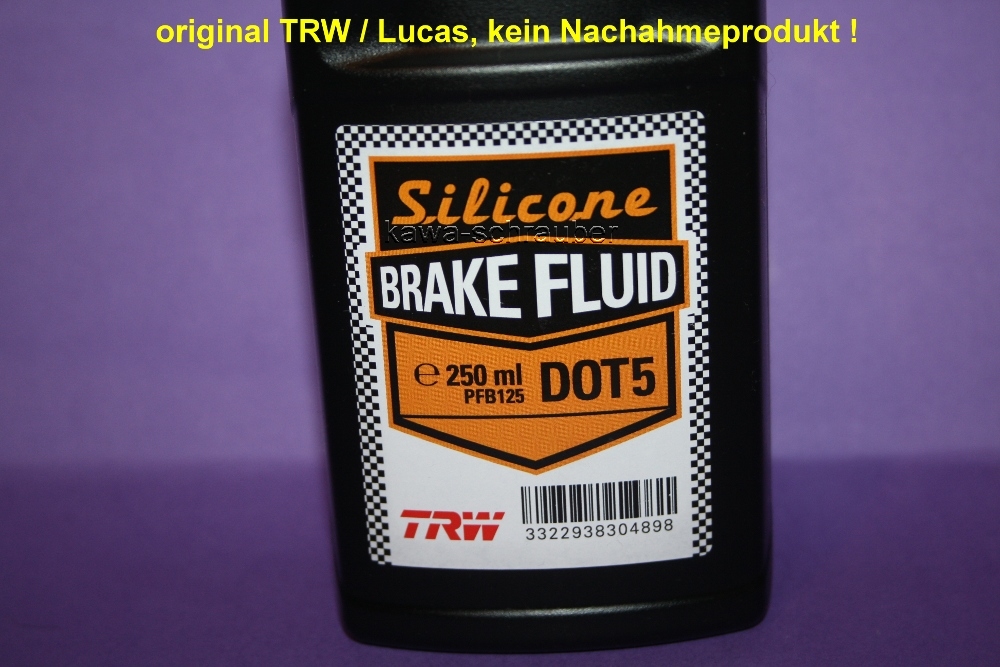 original TRW / Lucas, kein Nachahmeprodukt !
Silicone
kawa-schrauber
BRAKE FLUID
℮ 250 ml DOT5
PFB125
TRW
3322938304898